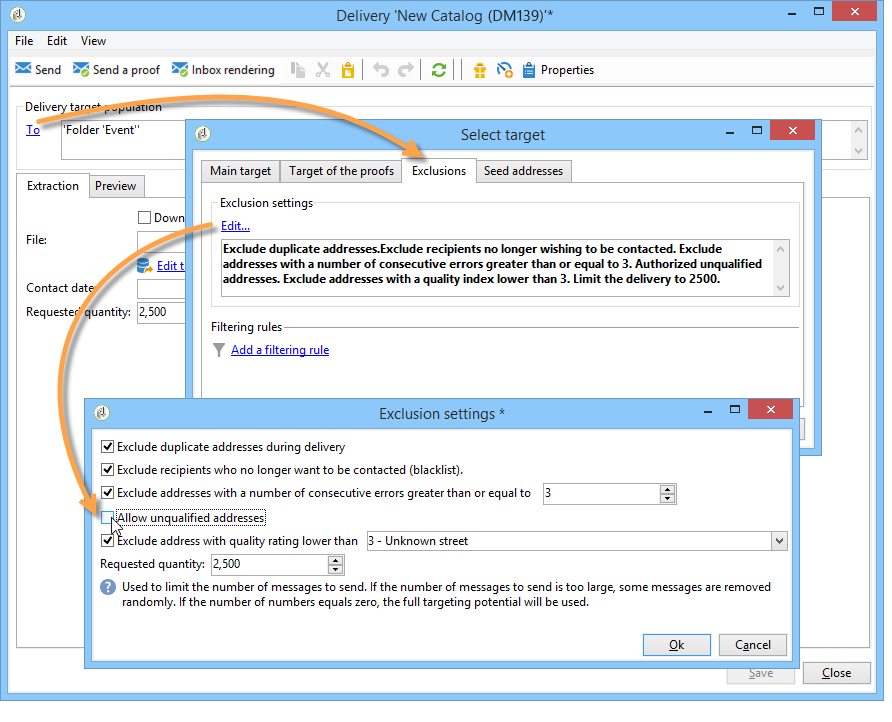 Delivery 'New Catalog (DM139)'*
File Edit View
Send Send a proof Inbox rendering Properties
Delivery target population
To 'Folder 'Event''
Extraction Preview
Down
File:
Edit t
Contact date
Requested quantity: 2,500
Select target
Main target Target of the proofs Exclusions Seed addresses
Exclusion settings
Edit...
Exclude duplicate addresses.Exclude recipients no longer wishing to be contacted. Exclude
addresses with a number of consecutive errors greater than or equal to 3. Authorized unqualified
addresses. Exclude addresses with a quality index lower than 3. Limit the delivery to 2500.
Filtering rules
Add a filtering rule
Exclusion settings *
Exclude duplicate addresses during delivery
Exclude recipients who no longer want to be contacted (blacklist).
Exclude addresses with a number of consecutive errors greater than or equal to 3
Allow unqualified addresses
Exclude address with quality rating lower than 3 - Unknown street
Requested quantity: 2,500
Used to limit the number of messages to send. If the number of messages to send is too large, some messages are removed
randomly. If the number of numbers equals zero, the full targeting potential will be used.
Ok Cancel
Save Close